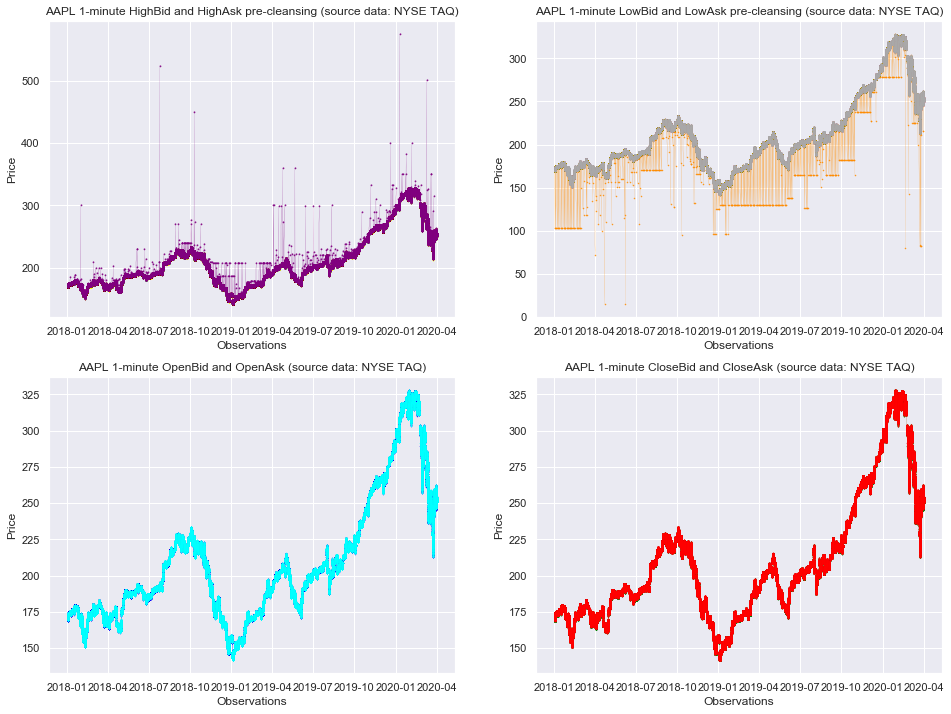 AAPL 1-minute HighBid and HighAsk pre-cleansing (source data: NYSE TAQ)
500
400
300
200
Price
2018-01 2018-04 2018-07 2018-10 2019-01 2019-04 2019-07 2019-10 2020-01 2020-04
Observations
AAPL 1-minute LowBid and LowAsk pre-cleansing (source data: NYSE TAQ)
300
250
200
150
100
50
0
Price
2018-01 2018-04 2018-07 2018-10 2019-01 2019-04 2019-07 2019-10 2020-01 2020-04
Observations
AAPL 1-minute OpenBid and OpenAsk (source data: NYSE TAQ)
325
300
275
250
225
200
175
150
Price
2018-01 2018-04 2018-07 2018-10 2019-01 2019-04 2019-07 2019-10 2020-01 2020-04
Observations
AAPL 1-minute CloseBid and CloseAsk (source data: NYSE TAQ)
325
300
275
250
225
200
175
150
Price
2018-01 2018-04 2018-07 2018-10 2019-01 2019-04 2019-07 2019-10 2020-01 2020-04
Observations